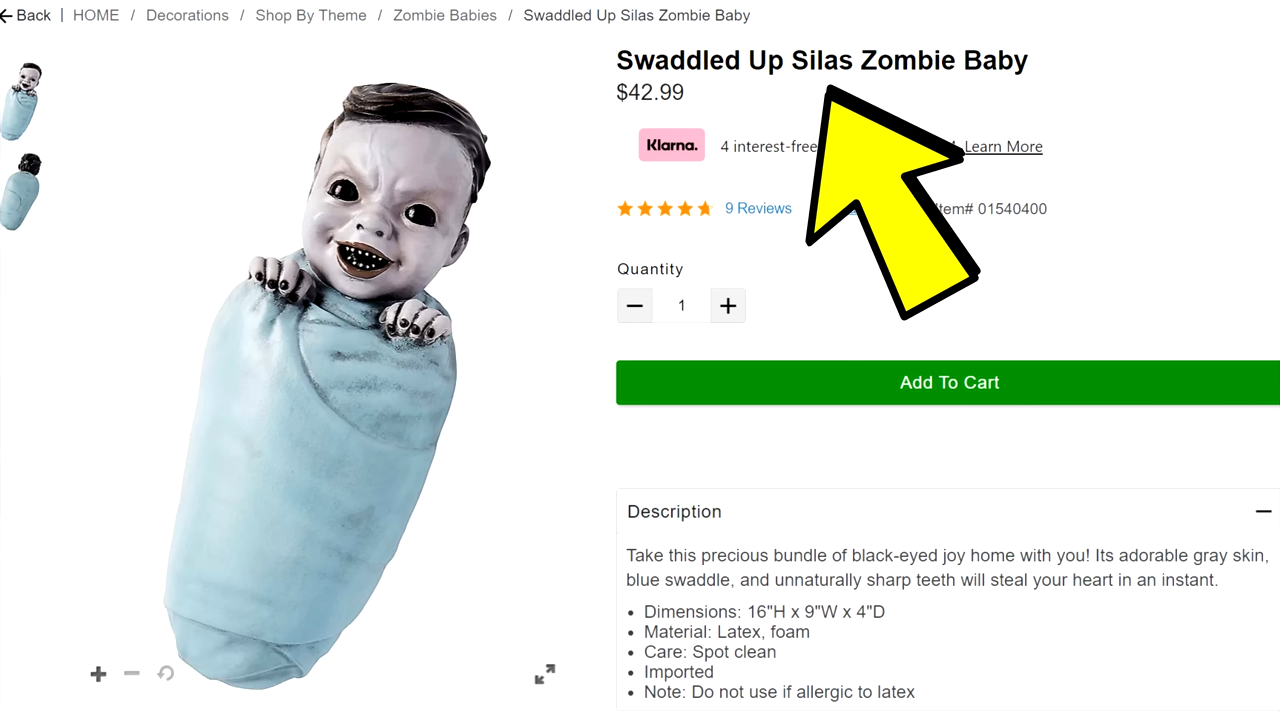 Back | HOME / Decorations / Shop By Theme / Zombie Babies / Swaddled Up Silas Zombie Baby
Swaddled Up Silas Zombie Baby
$42.99
Klarna. 4 interest-free Learn More
9 Reviews Item# 01540400
Quantity
1
Add To Cart
Description
Take this precious bundle of black-eyed joy home with you! Its adorable gray skin,
blue swaddle, and unnaturally sharp teeth will steal your heart in an instant.
• Dimensions: 16"H x 9"W x 4"D
• Material: Latex, foam
• Care: Spot clean
• Imported
• Note: Do not use if allergic to latex